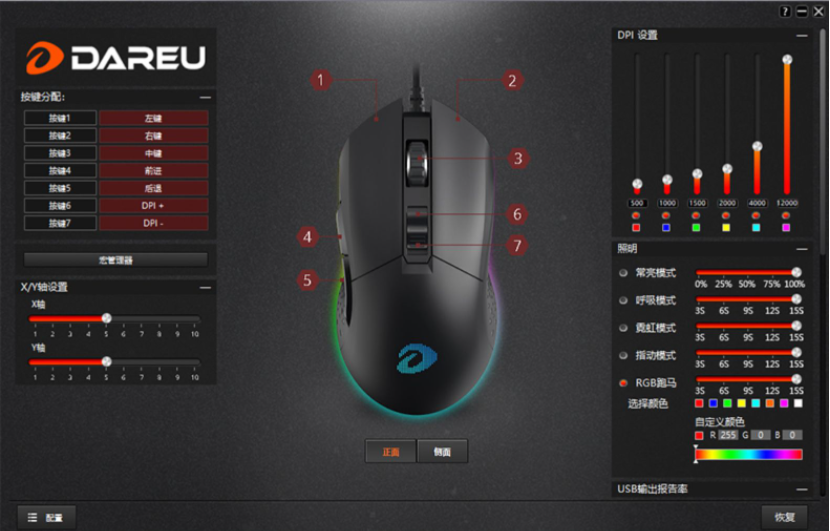 DAREU
按键分配:
按键1 左键
按键2 右键
按键3 中键
按键4 前进
按键5 后退
按键6 DPI +
按键7 DPI -
宏管理器
X/Y轴设置
X轴
1 2 3 4 5 6 7 8 9 10
Y轴
1 2 3 4 5 6 7 8 9 10
配置
1
2
3
6
4
7
5
正面
侧面
?
DPI 设置
500 1000 1500 2000 4000 12000
照明
常亮模式
0% 25% 50% 75% 100%
呼吸模式
3S 6S 9S 12S 15S
霓虹模式
3S 6S 9S 12S 15S
指动模式
3S 6S 9S 12S 15S
RGB跑马
3S 6S 9S 12S 15S
选择颜色
自定义颜色
R 255 G 0 B 0
USB输出报告率
恢复